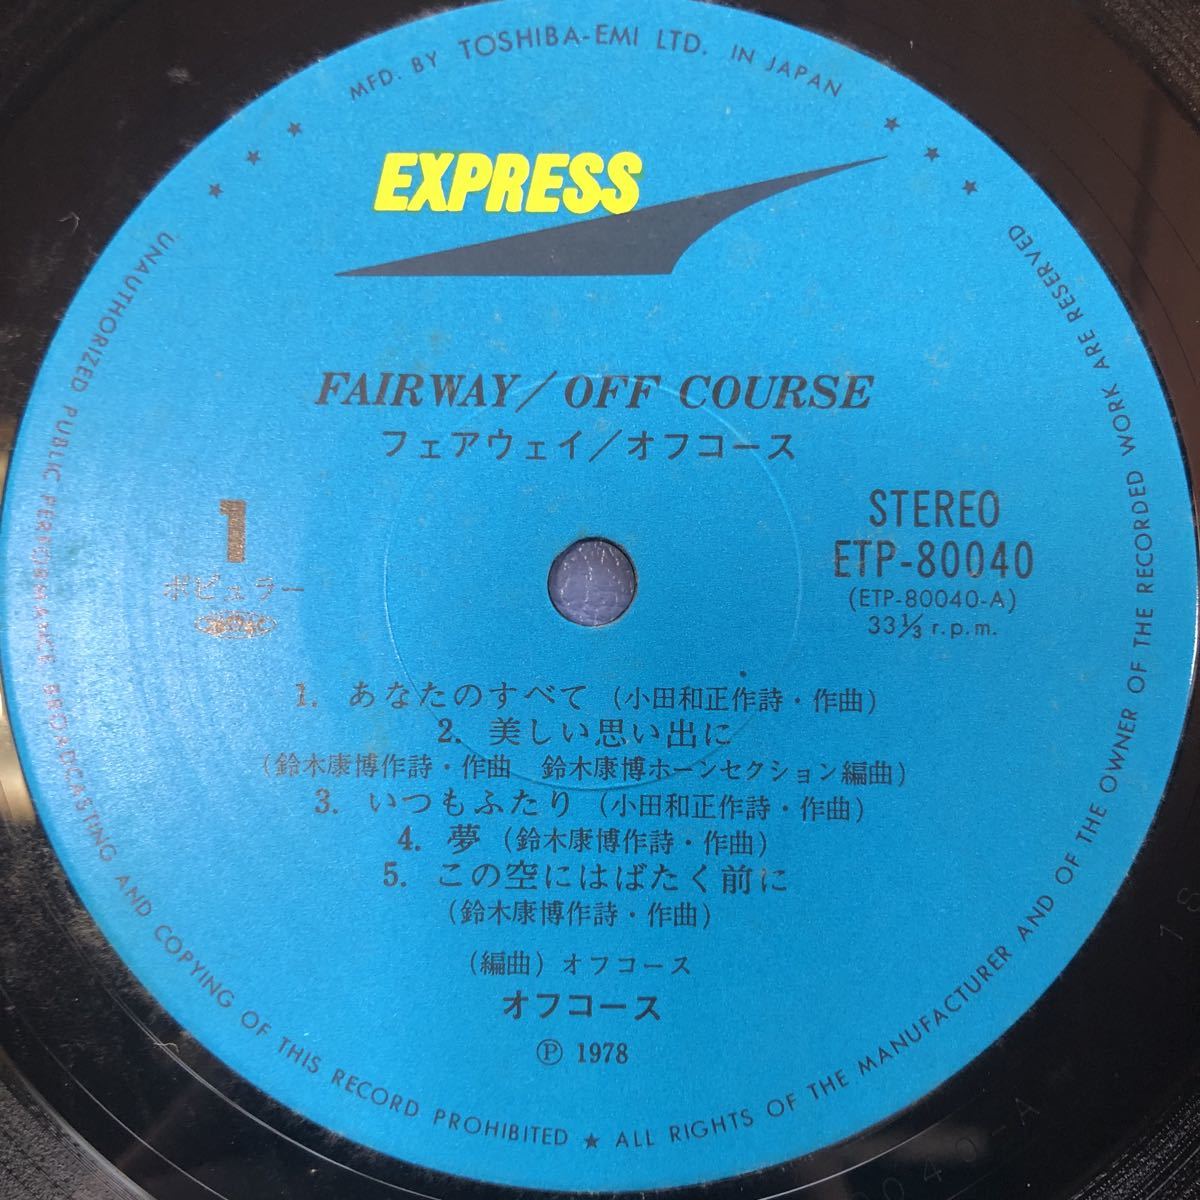 MFD. BY TOSHIBA-EMI LTD. IN JAPAN
EXPRESS
FAIRWAY/OFF COURSE
フェアウェイ/オフコース
1
ポピュラー
STEREO
ETP-80040
(ETP-80040-A)
33⅓ r.p.m.
1. あなたのすべて (小田和正作詩・作曲)
2. 美しい思い出に
(鈴木康博作詩・作曲 鈴木康博ホーンセクション編曲)
3. いつもふたり (小田和正作詩・作曲)
4. 夢 (鈴木康博作詩・作曲)
5. この空にはばたく前に
(鈴木康博作詩・作曲)
(編曲) オフコース
オフコース
Ⓟ 1978
UNAUTHORIZED PUBLIC PERFORMANCE BROADCASTING AND COPYING OF THIS RECORD PROHIBITED ★ ALL RIGHTS OF THE MANUFACTURER AND OF THE OWNER OF THE RECORDED WORK ARE RESERVED